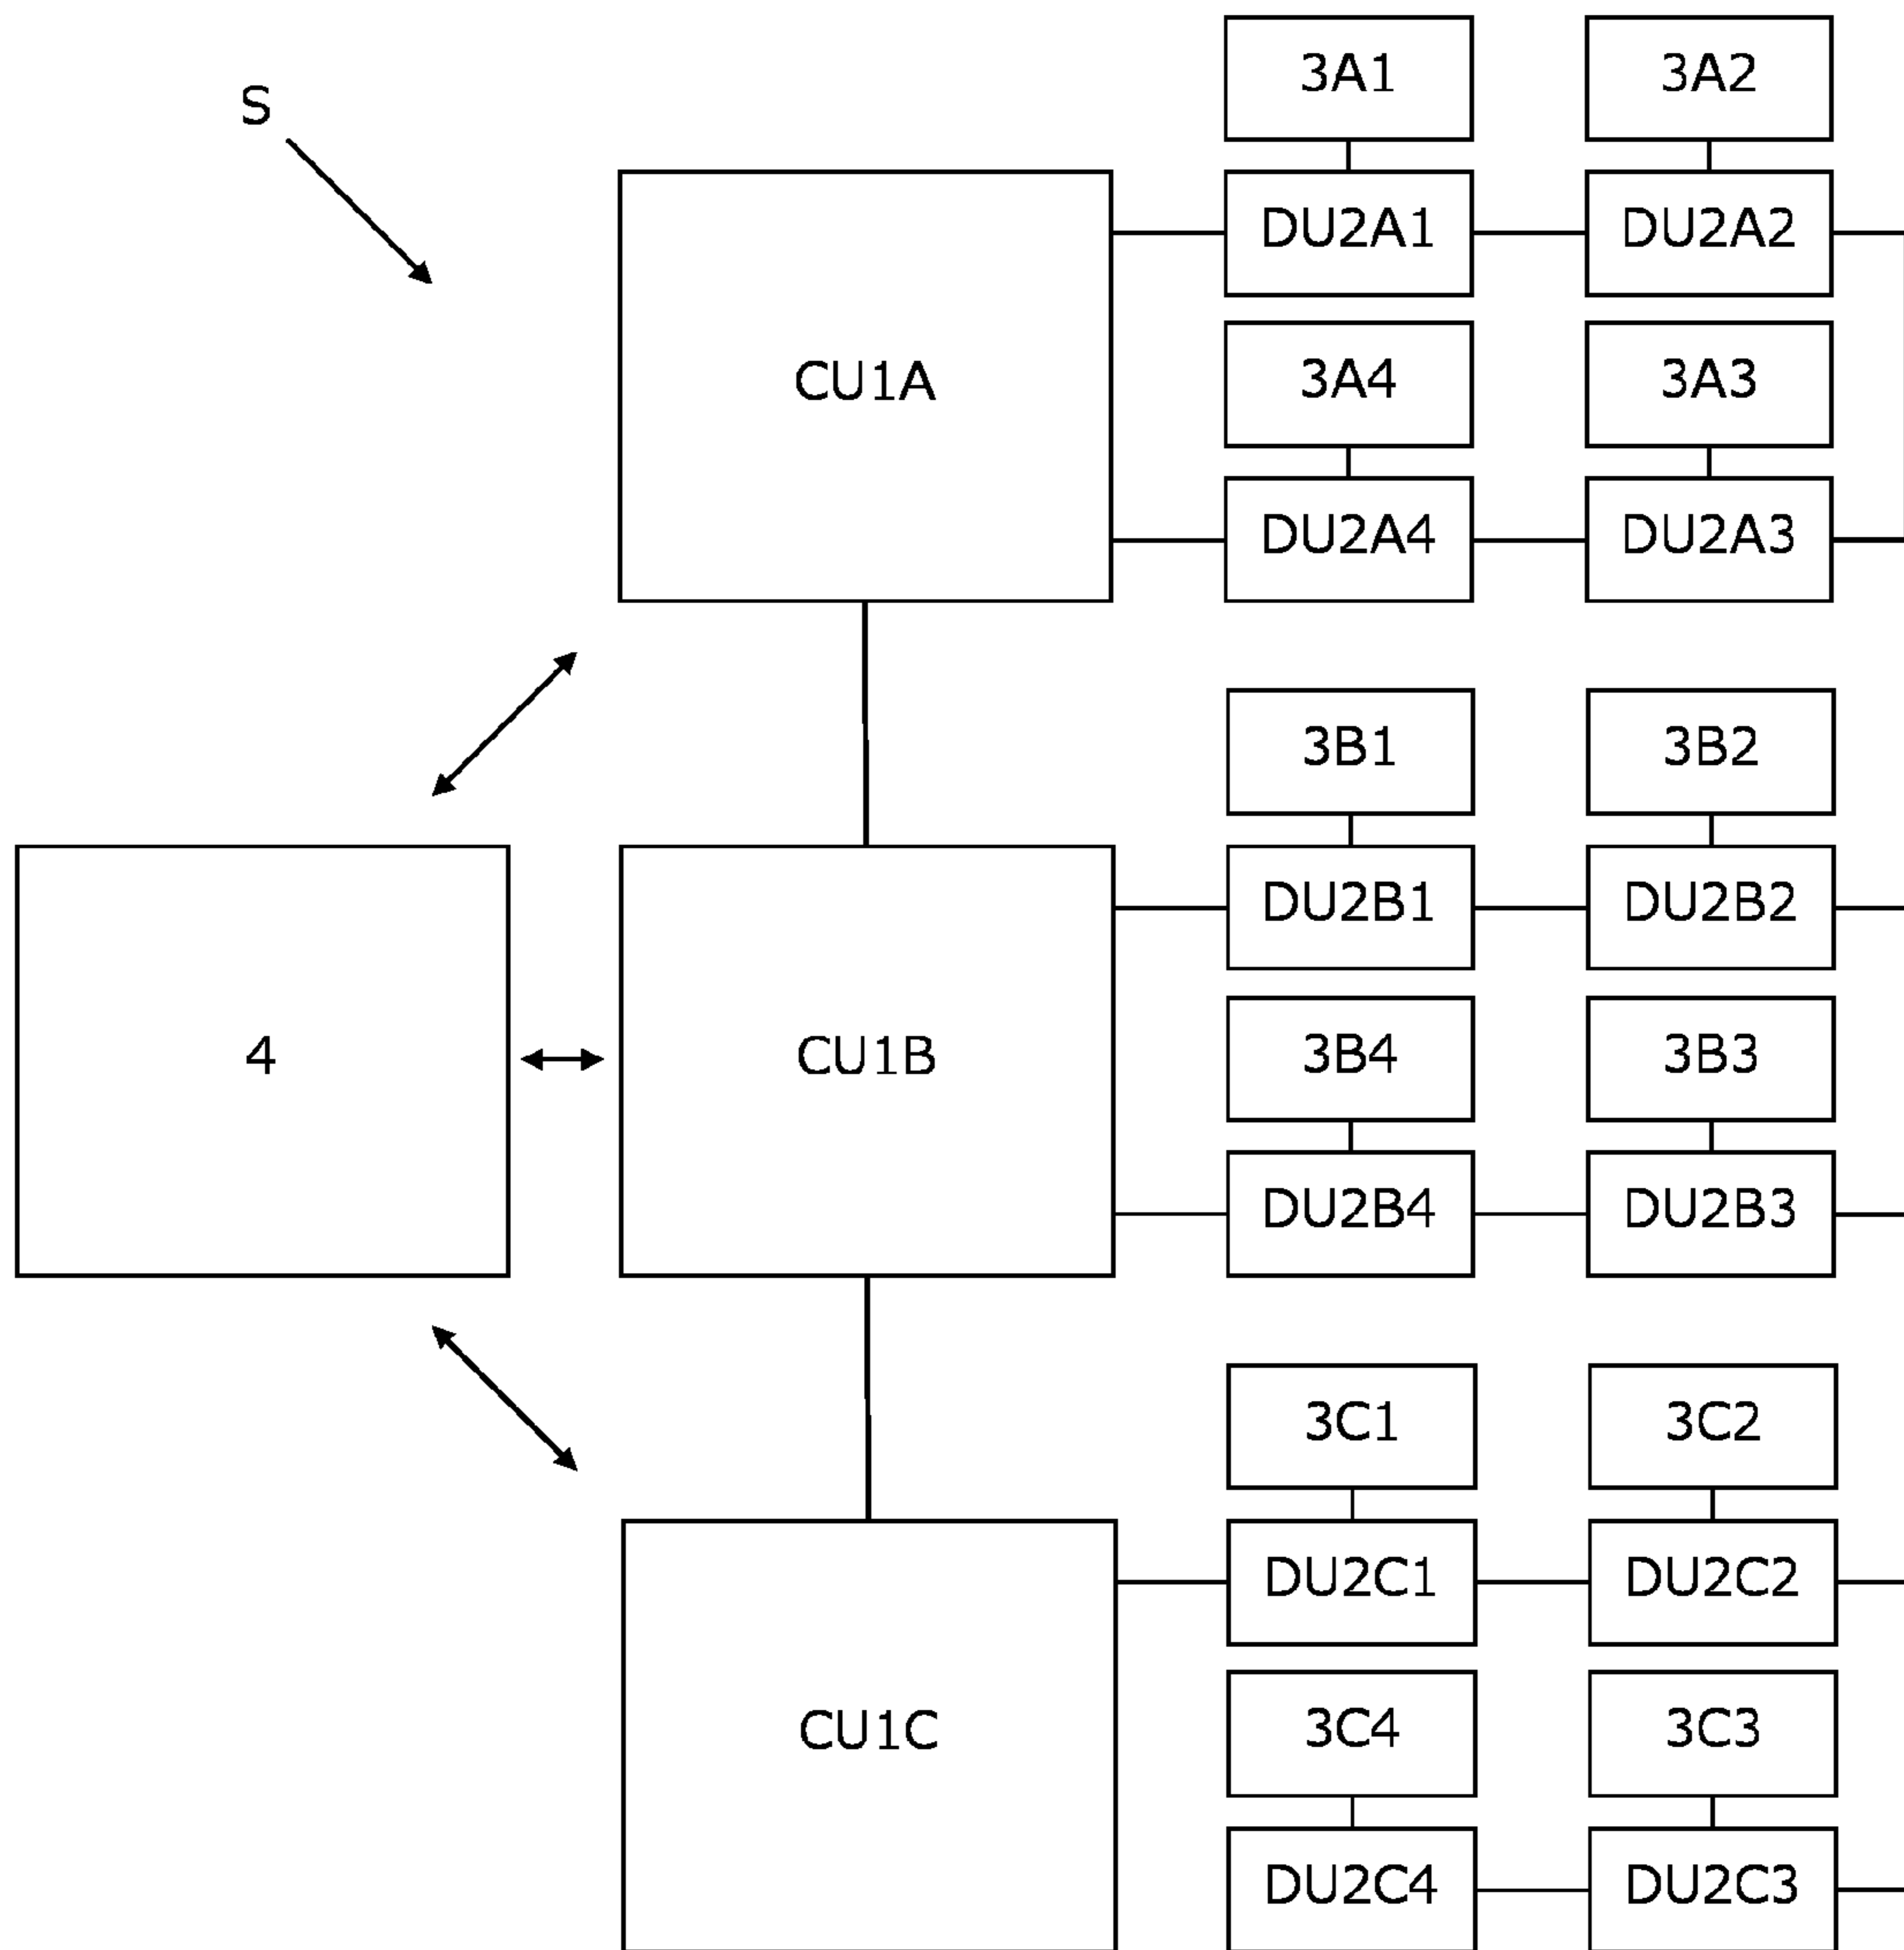 S
3A1
3A2
DU2A1
DU2A2
CU1A
3A4
3A3
DU2A4
DU2A3
3B1
3B2
DU2B1
DU2B2
4
CU1B
3B4
3B3
DU2B4
DU2B3
3C1
3C2
DU2C1
DU2C2
CU1C
3C4
3C3
DU2C4
DU2C3